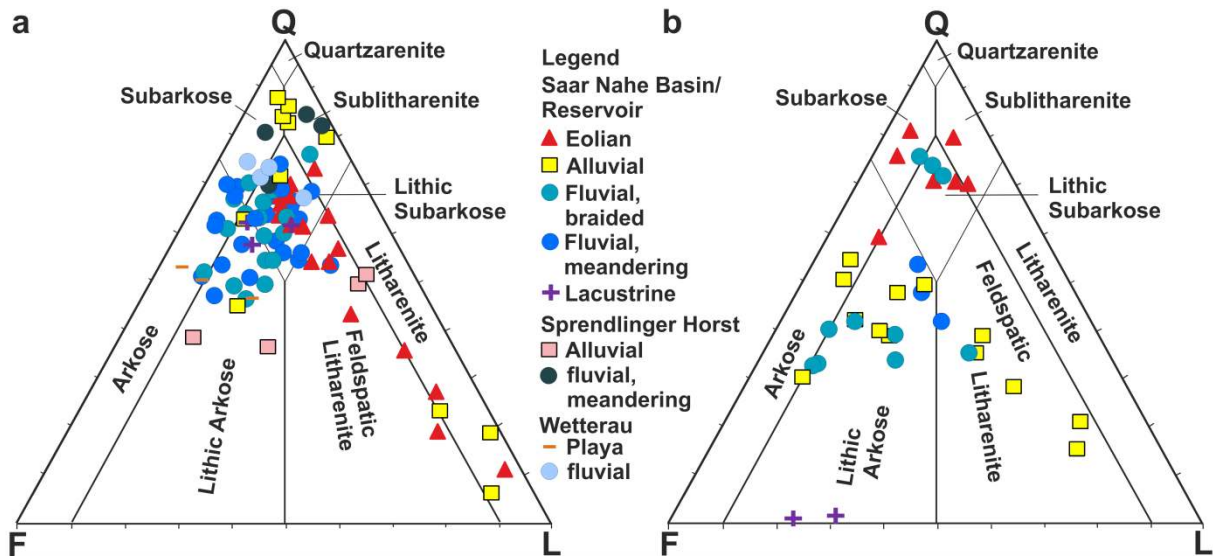 a
Q
Quartzarenite
Subarkose
Sublitharenite
Lithic
Subarkose
Litharenite
Arkose
Lithic Arkose
Feldspatic
Litharenite
F
L
Legend
Saar Nahe Basin/
Reservoir
Eolian
Alluvial
Fluvial,
braided
Fluvial,
meandering
Lacustrine
Sprendlinger Horst
Alluvial
fluvial,
meandering
Wetterau
Playa
fluvial
b
Q
Quartzarenite
Subarkose
Sublitharenite
Lithic
Subarkose
Litharenite
Feldspatic
Litharenite
Arkose
Lithic
Arkose
F
L